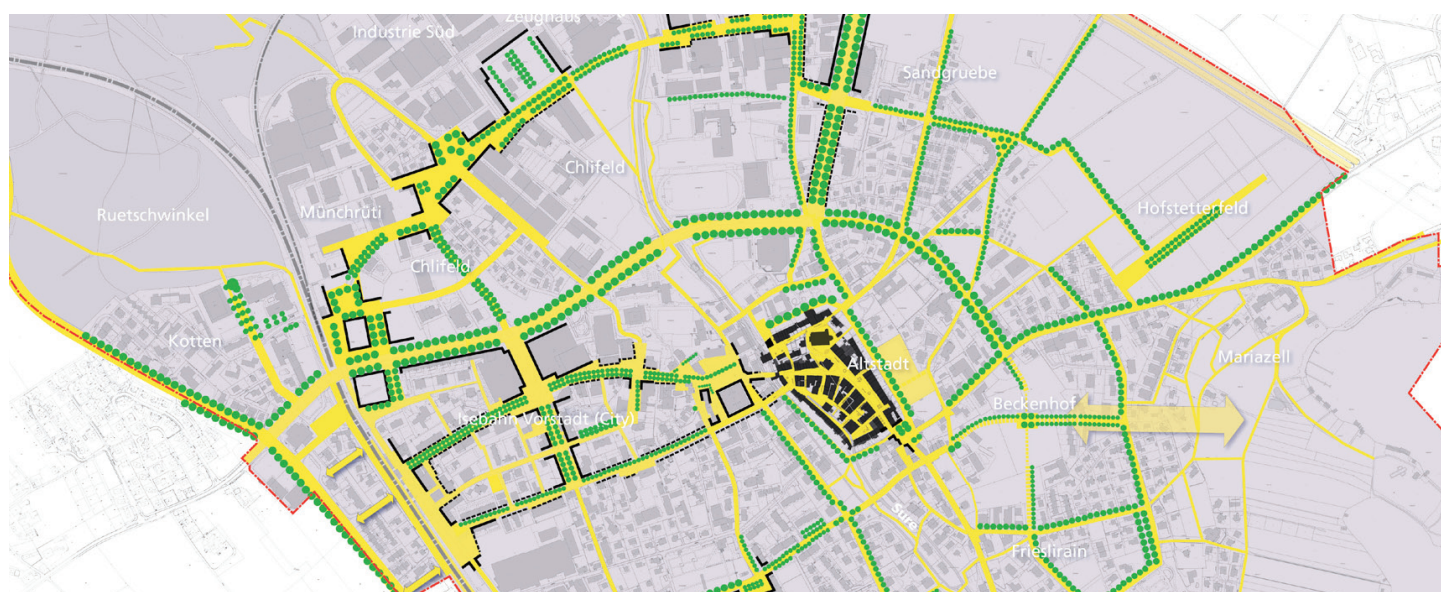 Zeughaus
Industrie Süd
Sandgruebe
Chlifeld
Ruetschwinkel
Münchrüti
Hofstetterfeld
Chlifeld
Kotten
Altstadt
Mariazell
Beckenhof
Isebahn Vorstadt (City)
Sure
Frieslirain